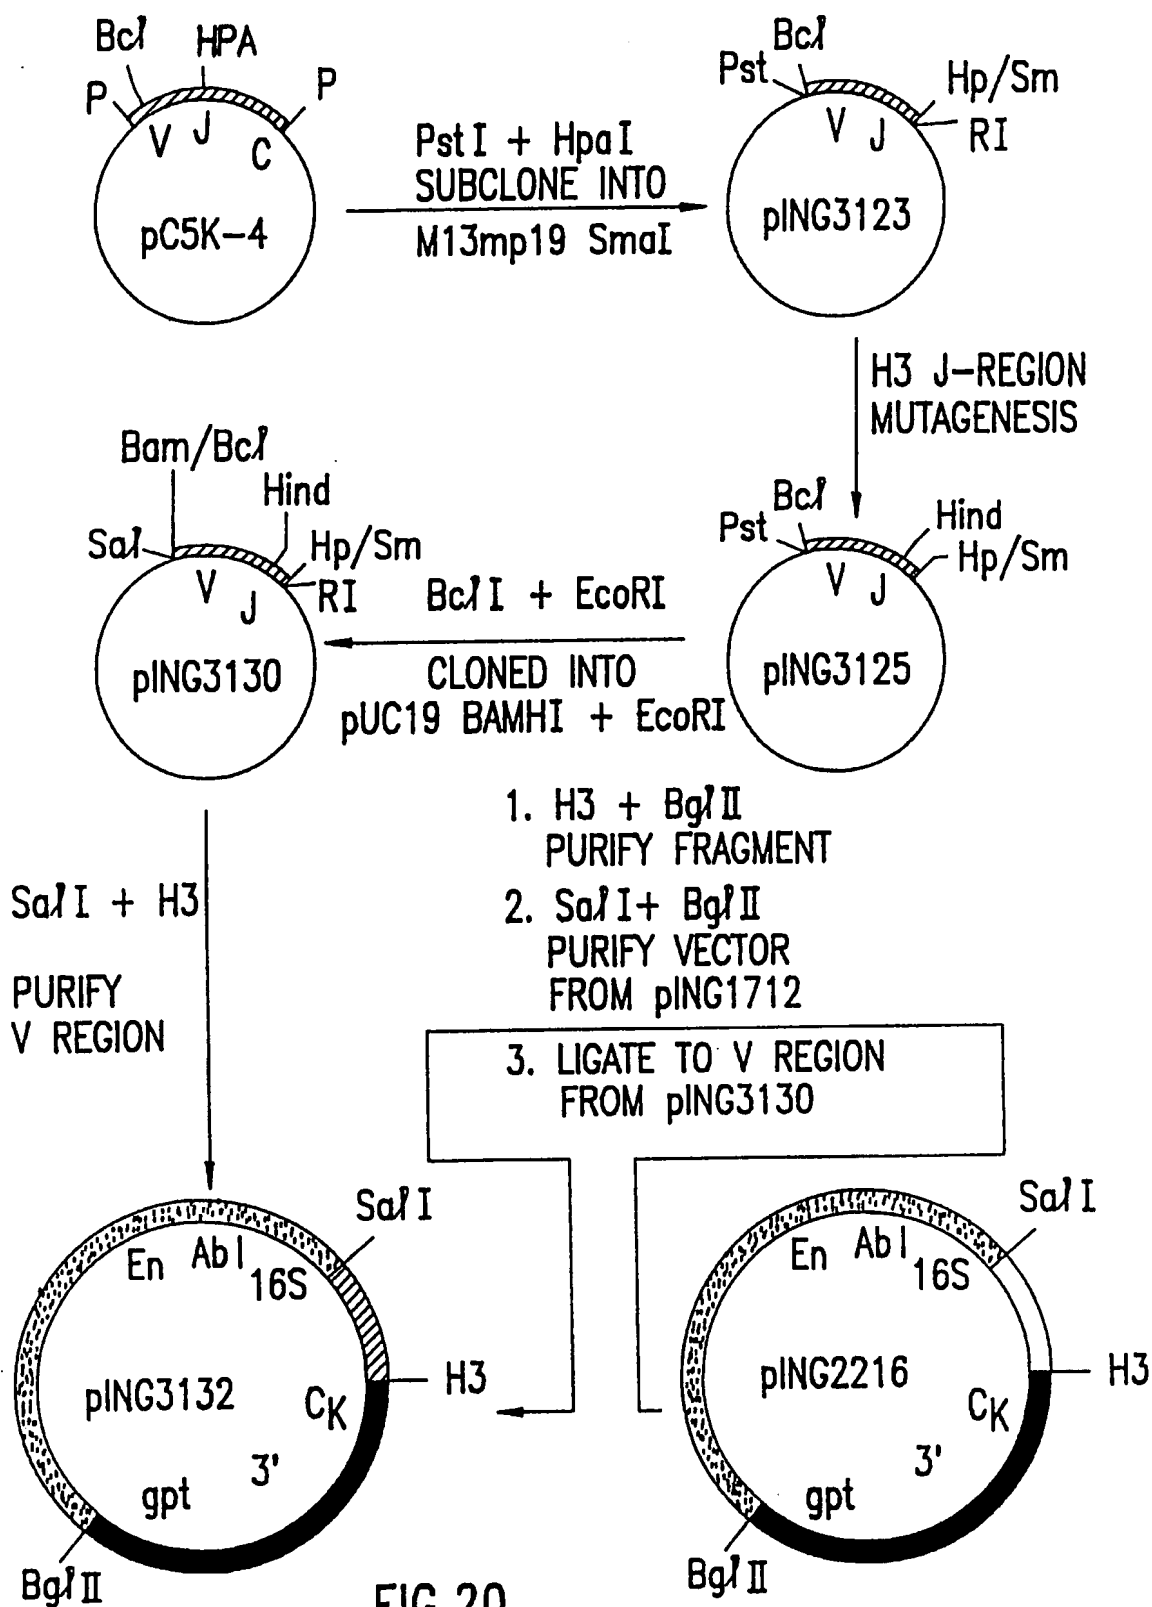 Bcl HPA
P P
V J C
pC5K-4
PstI + HpaI
SUBCLONE INTO
M13mp19 SmaI
Bcl
Pst Hp/Sm
V J RI
pING3123
H3 J-REGION
MUTAGENESIS
Bcl
Pst Hind
Hp/Sm
V J
pING3125
BclI + EcoRI
CLONED INTO
pUC19 BAMHI + EcoRI
Bam/Bcl
Hind
Sal Hp/Sm
V J RI
pING3130
SalI + H3
PURIFY
V REGION
1. H3 + BglII
PURIFY FRAGMENT
2. SalI+ BglII
PURIFY VECTOR
FROM pING1712
3. LIGATE TO V REGION
FROM pING3130
SalI
En AbI 16S
H3
pING3132 CK
3'
gpt
BglII
SalI
En AbI 16S
H3
pING2216
CK
3'
gpt
BglII
FIG.20